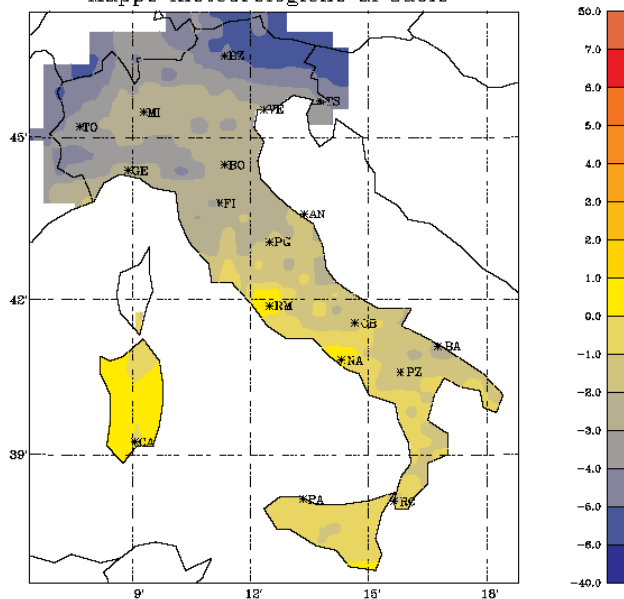 Mappe meteorologiche di suolo
50.0
BZ
7.0
TS
6.0
MI
VE
TO
45'
5.0
BO
GE
4.0
FI
AN
3.0
PG
2.0
42'
RM
1.0
CB
0.0
BA
NA
PZ
-1.0
-2.0
CA
39'
-3.0
-4.0
PA
RC
-5.0
-6.0
-40.0
9'
12'
15'
18'